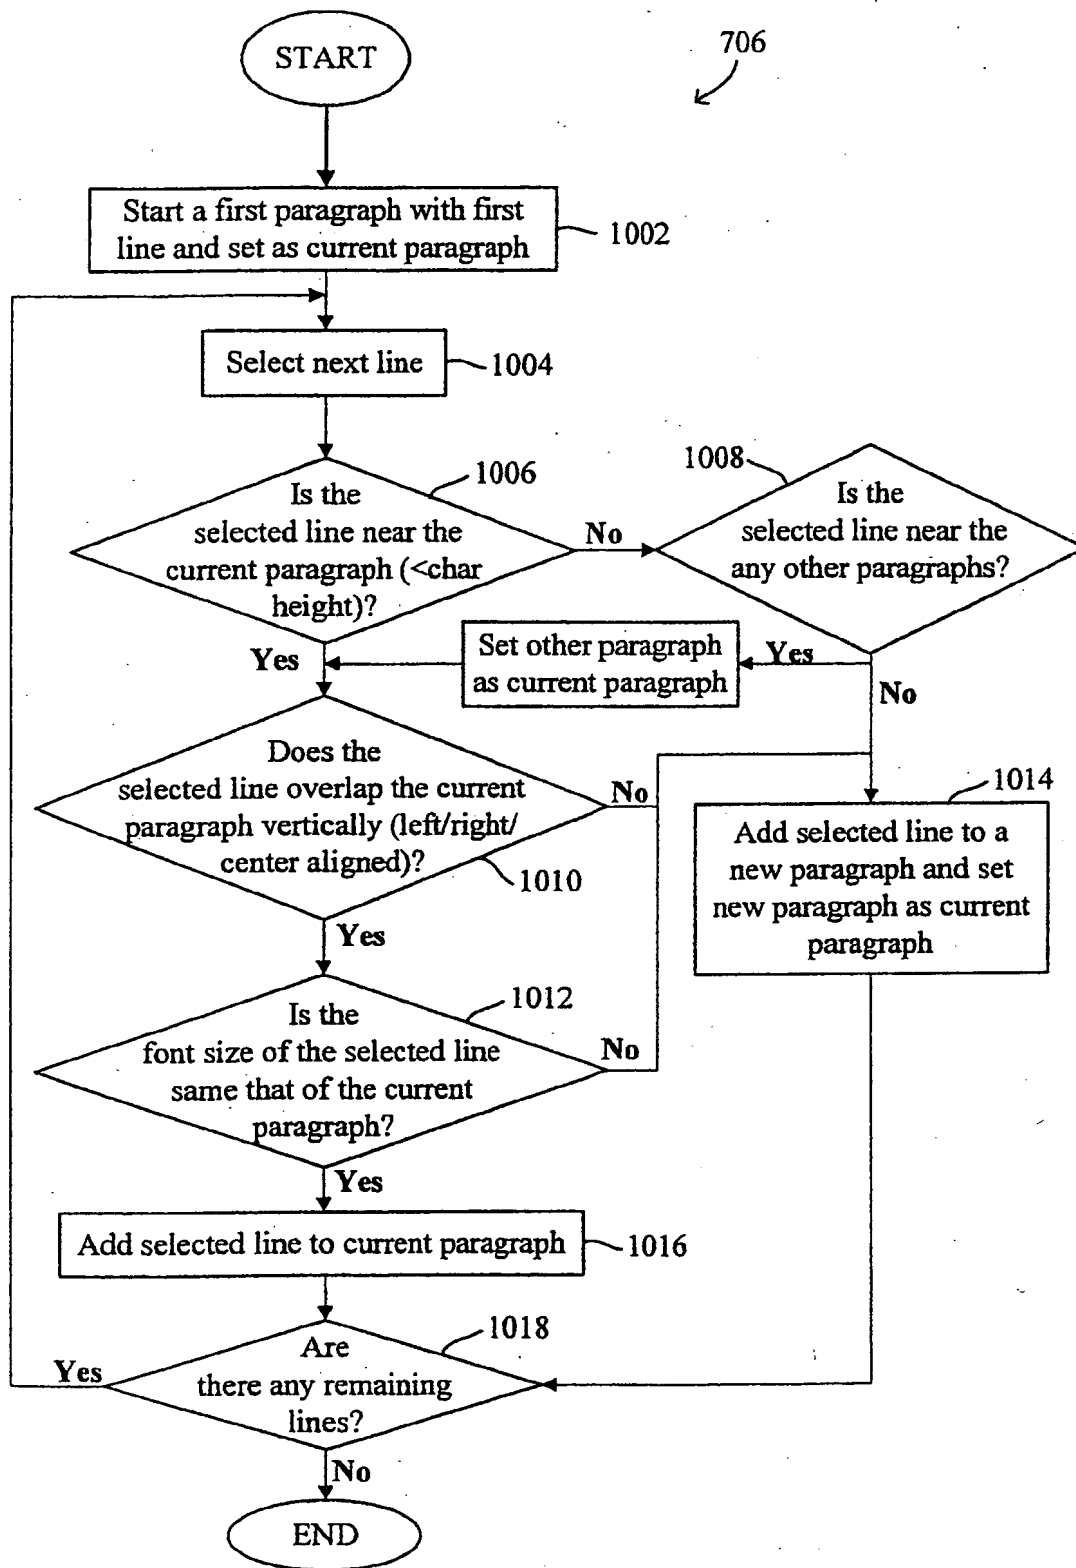 START
706
Start a first paragraph with first
line and set as current paragraph
1002
Select next line
1004
Is the
selected line near the
current paragraph (<char
height)?
1006
No
1008
Is the
selected line near the
any other paragraphs?
Yes
Set other paragraph
as current paragraph
Yes
No
Does the
selected line overlap the current
paragraph vertically (left/right/
center aligned)?
1010
No
1014
Add selected line to a
new paragraph and set
new paragraph as current
paragraph
Yes
Is the
font size of the selected line
same that of the current
paragraph?
1012
No
Yes
Add selected line to current paragraph
1016
Are
there any remaining
lines?
1018
Yes
No
END